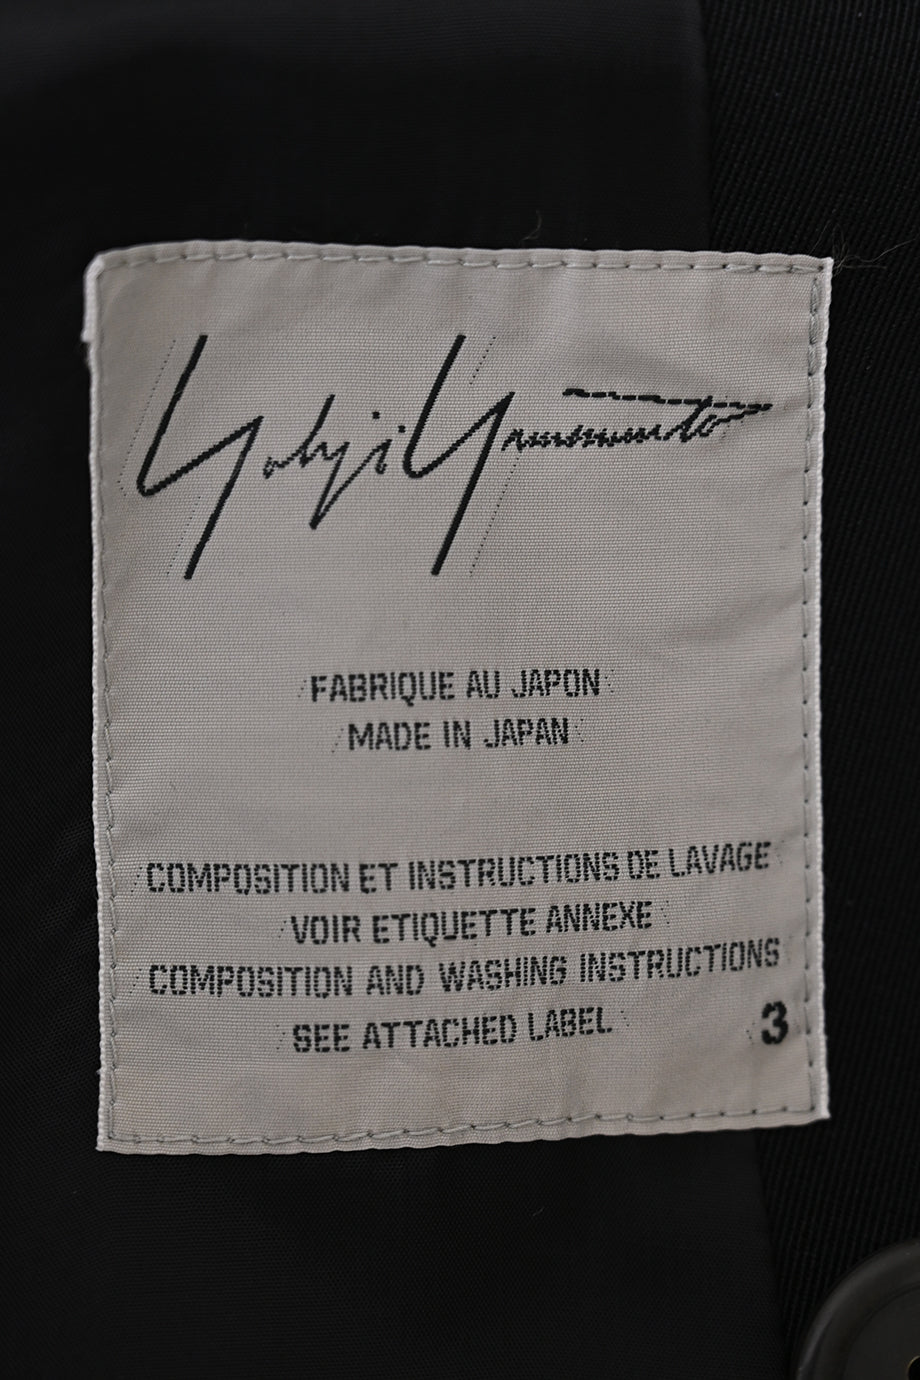 Yohji Yamamoto
FABRIQUE AU JAPON
MADE IN JAPAN
COMPOSITION ET INSTRUCTIONS DE LAVAGE
VOIR ETIQUETTE ANNEXE
COMPOSITION AND WASHING INSTRUCTIONS
SEE ATTACHED LABEL
3